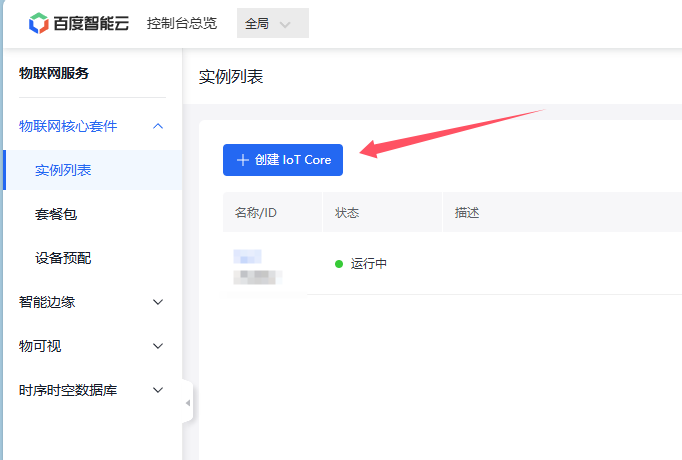 百度智能云 控制台总览 全局
物联网服务
物联网核心套件
实例列表
套餐包
设备预配
智能边缘
物可视
时序时空数据库
实例列表
创建 IoT Core
名称/ID 状态 描述
运行中